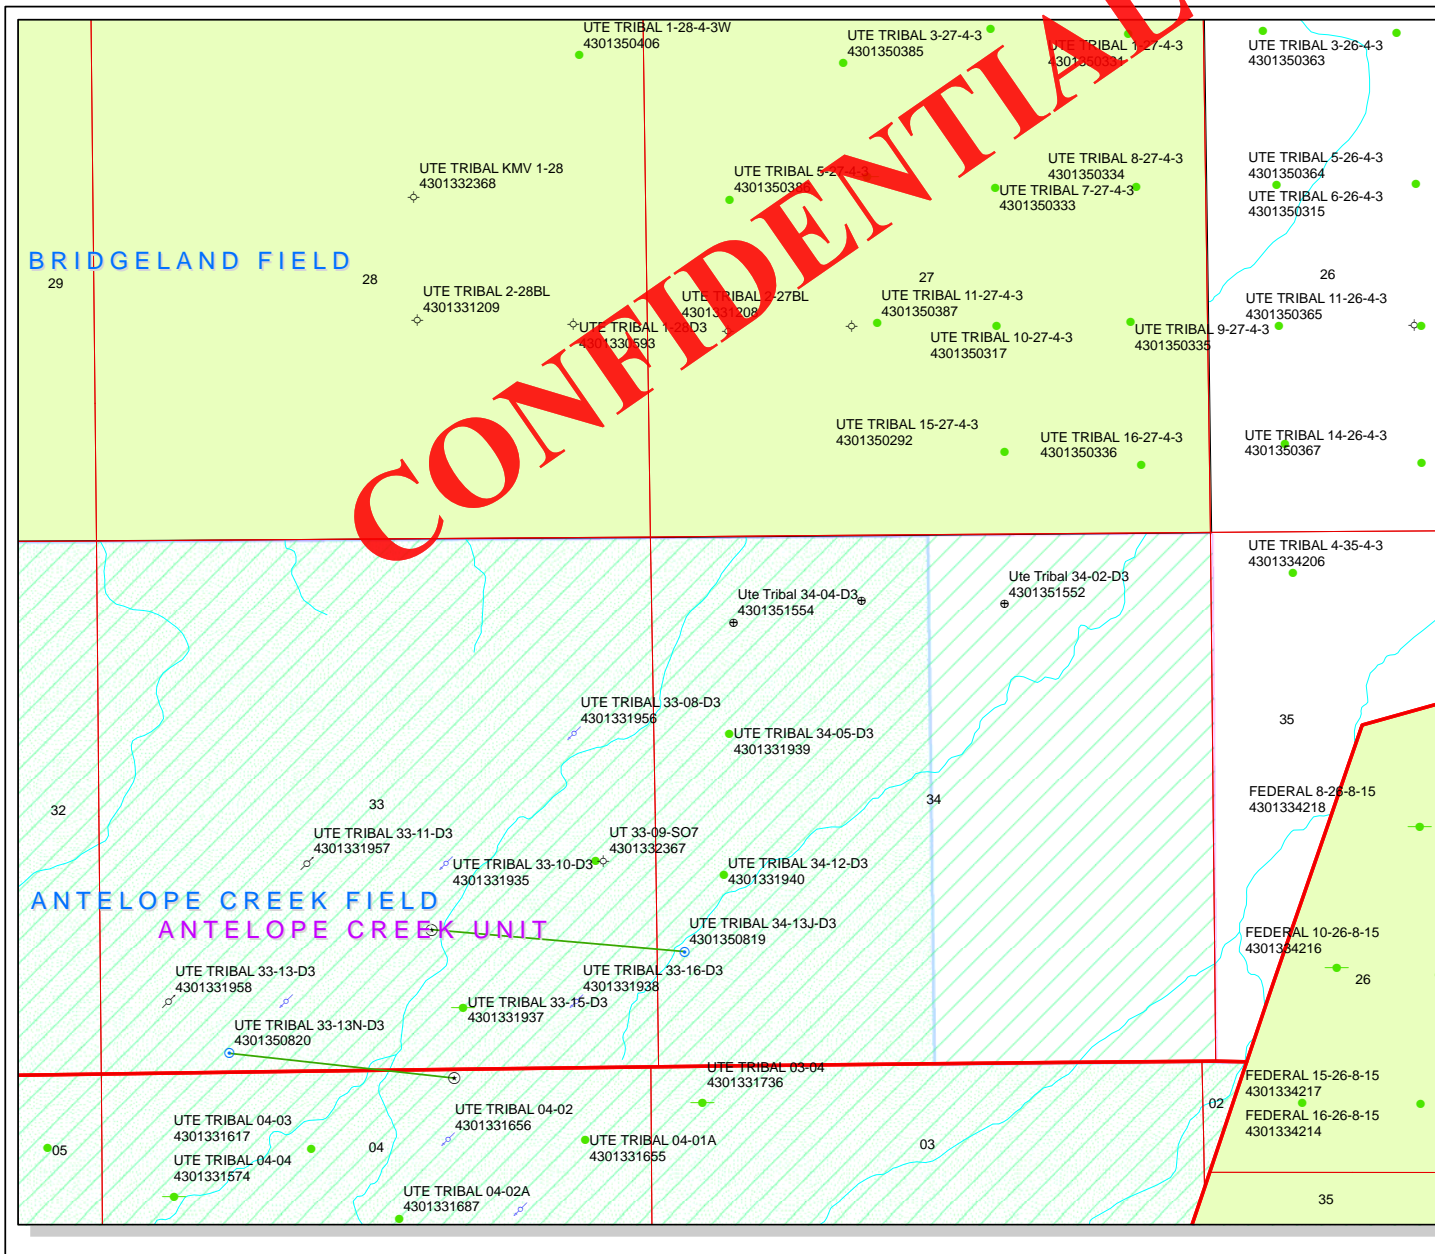 UTE TRIBAL 1-28-4-3W
4301350406
UTE TRIBAL 3-27-4-3
4301350385
UTE TRIBAL 1-27-4-3
4301350331
UTE TRIBAL 3-26-4-3
4301350363
CONFIDENTIAL
UTE TRIBAL KMV 1-28
4301332368
UTE TRIBAL 5-27-4-3
4301350386
UTE TRIBAL 8-27-4-3
4301350334
UTE TRIBAL 7-27-4-3
4301350333
UTE TRIBAL 5-26-4-3
4301350364
UTE TRIBAL 6-26-4-3
4301350315
BRIDGELAND FIELD
29
28
27
26
UTE TRIBAL 2-28BL
4301331209
UTE TRIBAL 1-28D3
4301330593
UTE TRIBAL 2-27BL
4301331208
UTE TRIBAL 11-27-4-3
4301350387
UTE TRIBAL 10-27-4-3
4301350317
UTE TRIBAL 9-27-4-3
4301350335
UTE TRIBAL 11-26-4-3
4301350365
UTE TRIBAL 15-27-4-3
4301350292
UTE TRIBAL 16-27-4-3
4301350336
UTE TRIBAL 14-26-4-3
4301350367
UTE TRIBAL 4-35-4-3
4301334206
Ute Tribal 34-04-D3
4301351554
Ute Tribal 34-02-D3
4301351552
UTE TRIBAL 33-08-D3
4301331956
UTE TRIBAL 34-05-D3
4301331939
35
32
33
34
FEDERAL 8-26-8-15
4301334218
UTE TRIBAL 33-11-D3
4301331957
UTE TRIBAL 33-10-D3
4301331935
UT 33-09-SO7
4301332367
UTE TRIBAL 34-12-D3
4301331940
ANTELOPE CREEK FIELD
ANTELOPE CREEK UNIT
UTE TRIBAL 34-13J-D3
4301350819
FEDERAL 10-26-8-15
4301334216
26
UTE TRIBAL 33-13-D3
4301331958
UTE TRIBAL 33-16-D3
4301331938
UTE TRIBAL 33-15-D3
4301331937
UTE TRIBAL 33-13N-D3
4301350820
UTE TRIBAL 03-04
4301331736
FEDERAL 15-26-8-15
4301334217
02
FEDERAL 16-26-8-15
4301334214
UTE TRIBAL 04-03
4301331617
UTE TRIBAL 04-02
4301331656
UTE TRIBAL 04-01A
4301331655
05
04
03
UTE TRIBAL 04-04
4301331574
UTE TRIBAL 04-02A
4301331687
35